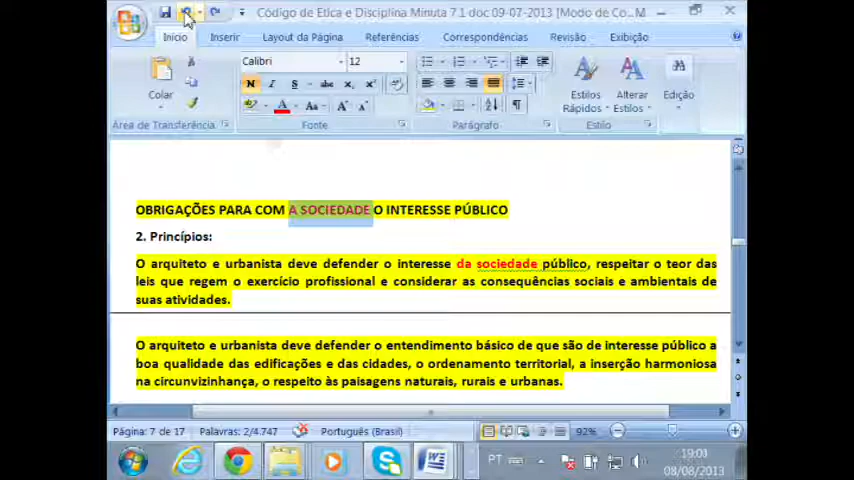 Código de Etica e Disciplina Minuta 7.1 doc 09-07-2013 [Modo de Co... M
Início Inserir Layout da Página Referências Correspondências Revisão Exibição
Calibri 12
Colar
N I S abc x₂ x²
A Aa A A
Estilos Rápidos Alterar Estilos Edição
Área de Transferência Fonte Parágrafo Estilo
OBRIGAÇÕES PARA COM A SOCIEDADE O INTERESSE PÚBLICO
2. Princípios:
O arquiteto e urbanista deve defender o interesse da sociedade público, respeitar o teor das
leis que regem o exercício profissional e considerar as consequências sociais e ambientais de
suas atividades.
O arquiteto e urbanista deve defender o entendimento básico de que são de interesse público a
boa qualidade das edificações e das cidades, o ordenamento territorial, a inserção harmoniosa
na circunvizinhança, o respeito às paisagens naturais, rurais e urbanas.
Página: 7 de 17 Palavras: 2/4.747 Português (Brasil) 92%
PT 19:03
08/08/2013